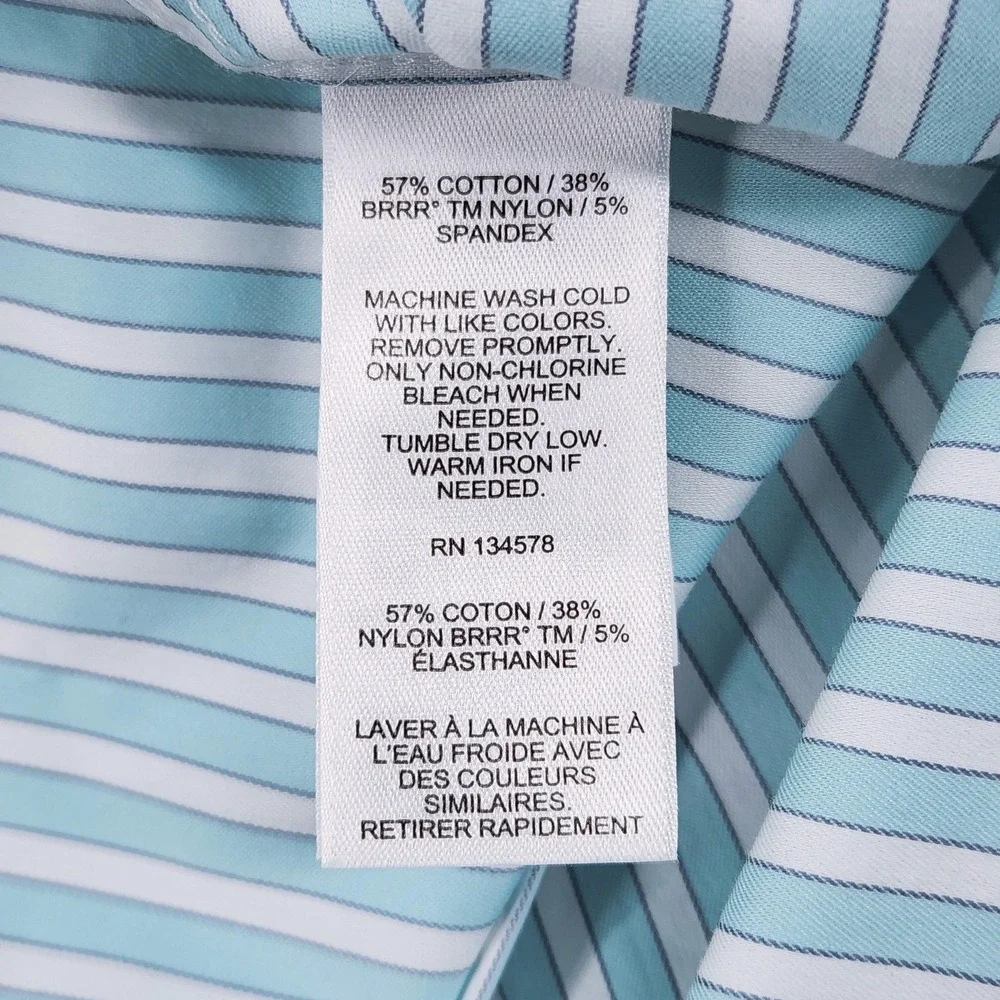 57% COTTON / 38%
BRRR° TM NYLON / 5%
SPANDEX
MACHINE WASH COLD
WITH LIKE COLORS.
REMOVE PROMPTLY.
ONLY NON-CHLORINE
BLEACH WHEN
NEEDED.
TUMBLE DRY LOW.
WARM IRON IF
NEEDED.
RN 134578
57% COTON / 38%
NYLON BRRR° TM / 5%
ÉLASTHANNE
LAVER À LA MACHINE À
L'EAU FROIDE AVEC
DES COULEURS
SIMILAIRES.
RETIRER RAPIDEMENT